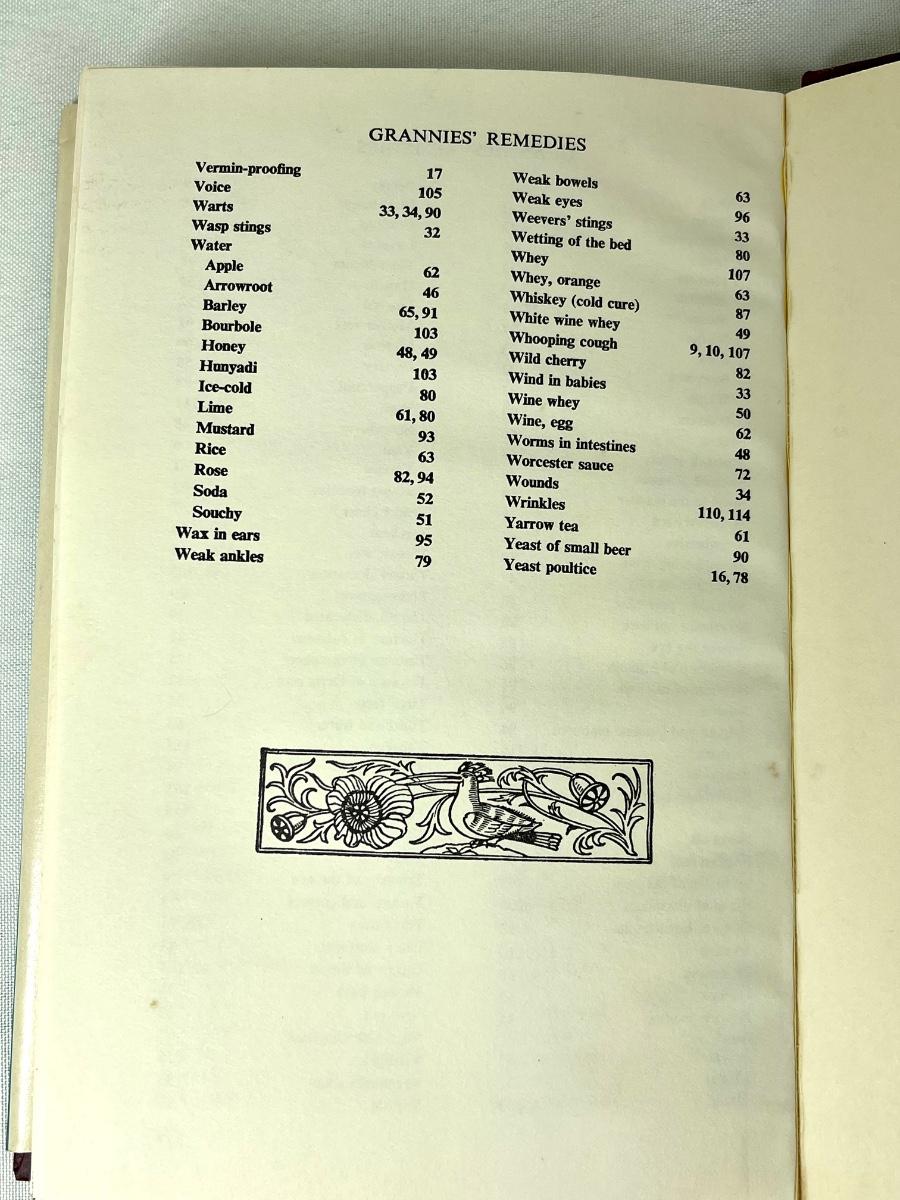 GRANNIES' REMEDIES
Vermin-proofing 17
Voice 105
Warts 33, 34, 90
Wasp stings 32
Water
Apple 62
Arrowroot 46
Barley 65, 91
Bourbole 103
Honey 48, 49
Hunyadi 103
Ice-cold 80
Lime 61, 80
Mustard 93
Rice 63
Rose 82, 94
Soda 52
Souchy 51
Wax in ears 95
Weak ankles 79
Weak bowels 63
Weak eyes 96
Weevers' stings 33
Wetting of the bed 80
Whey 107
Whey, orange 63
Whiskey (cold cure) 87
White wine whey 49
Whooping cough 9, 10, 107
Wild cherry 82
Wind in babies 33
Wine whey 50
Wine, egg 62
Worms in intestines 48
Worcester sauce 72
Wounds 34
Wrinkles 110, 114
Yarrow tea 61
Yeast of small beer 90
Yeast poultice 16, 78